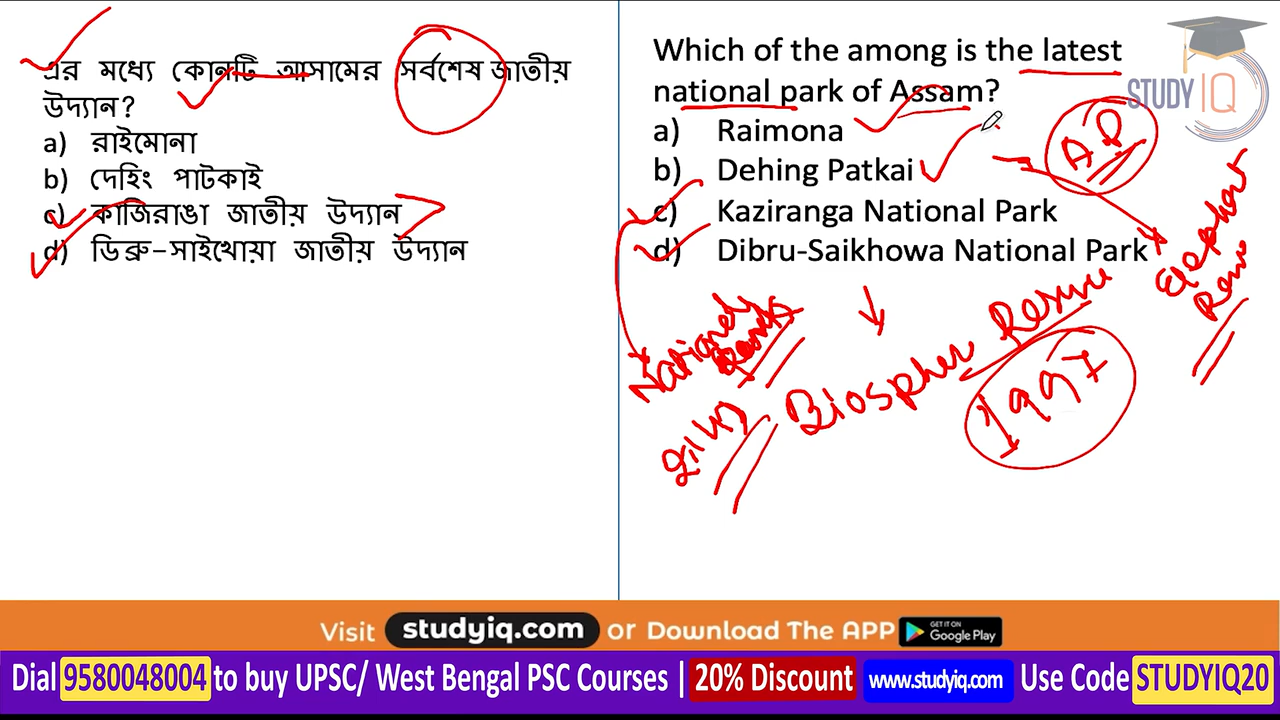 এর মধ্যে কোনটি আসামের সর্বশেষ জাতীয়
উদ্যান?
a) রাইমোনা
b) দেহিং পাটকাই
c) কাজিরাঙা জাতীয় উদ্যান
d) ডিব্রু-সাইখোয়া জাতীয় উদ্যান
Which of the among is the latest
national park of Assam?
a) Raimona
b) Dehing Patkai
c) Kaziranga National Park
d) Dibru-Saikhowa National Park
STUDY IQ
National
Biospher Reserve
1997
Elephant
Visit studyiq.com or Download The APP GET IT ON Google Play
Dial 9580048004 to buy UPSC/ West Bengal PSC Courses | 20% Discount www.studyiq.com Use Code STUDYIQ20